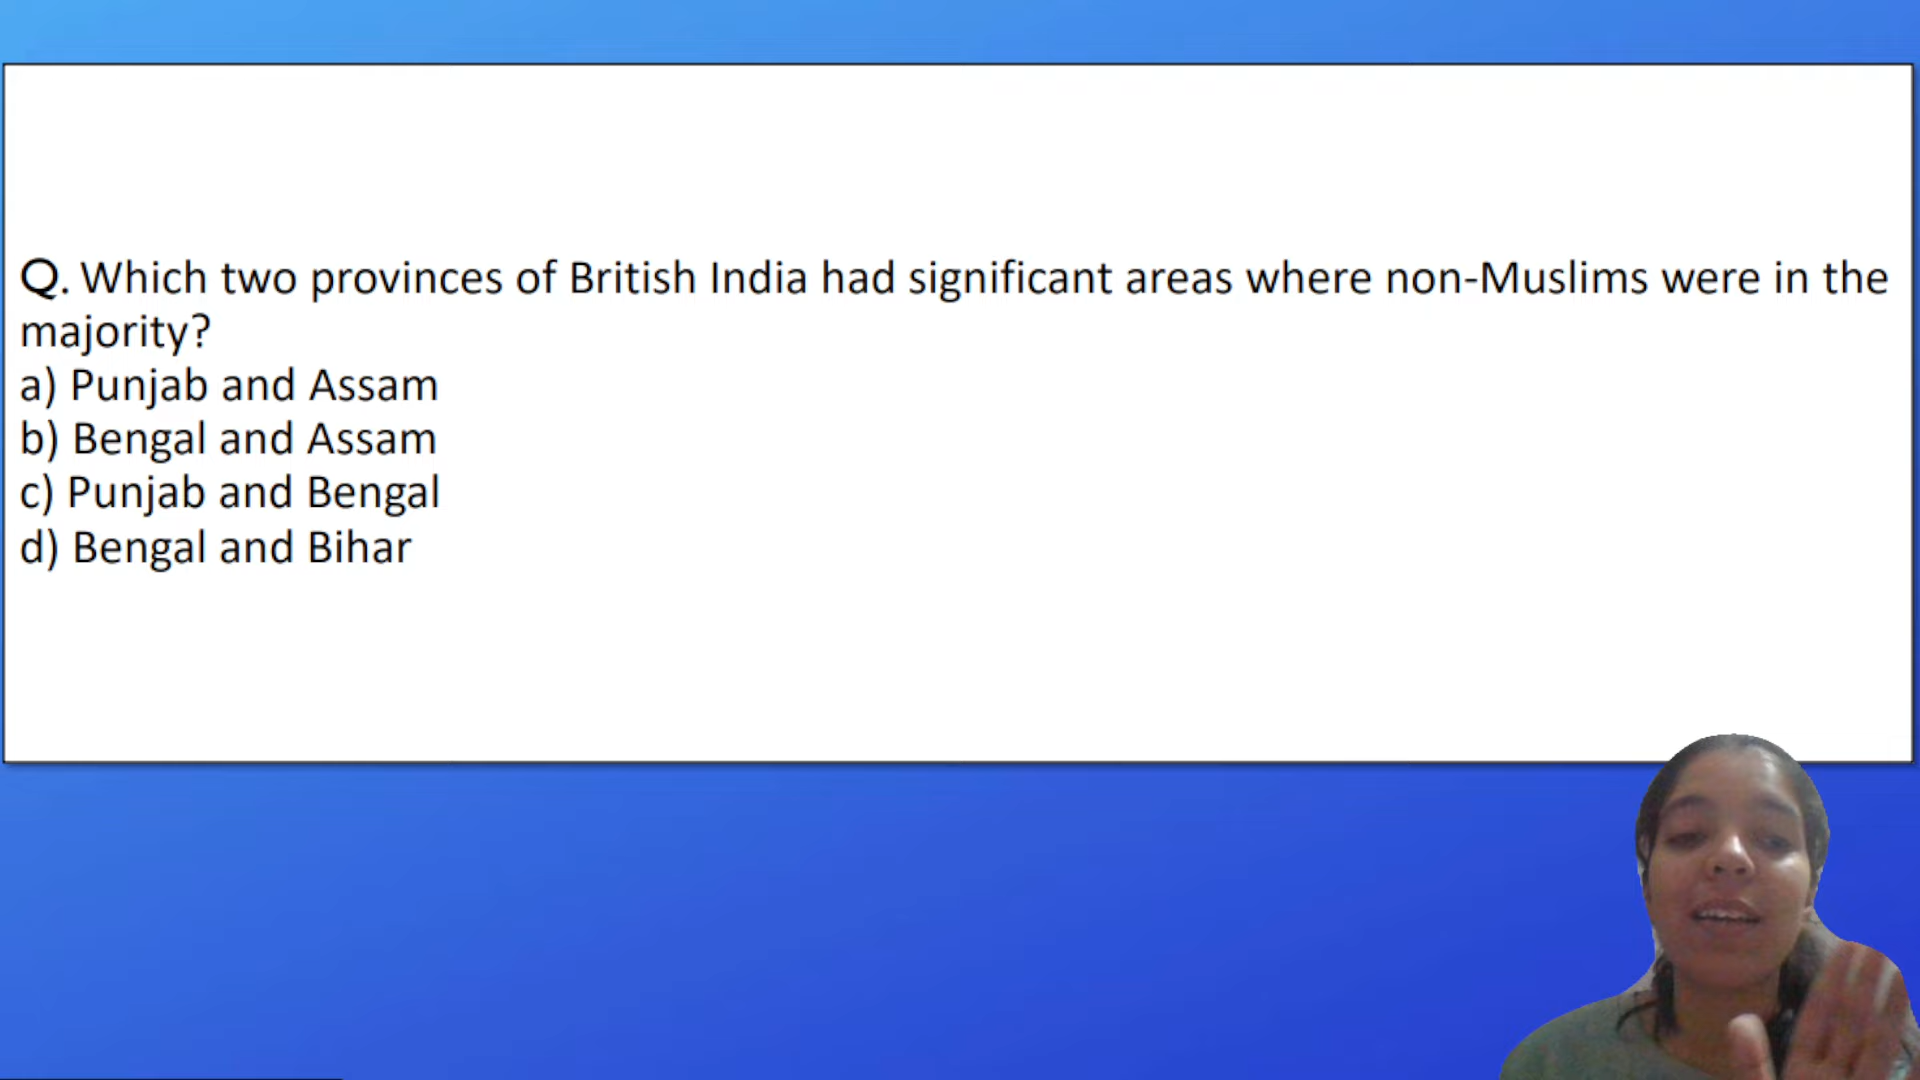 Q. Which two provinces of British India had significant areas where non-Muslims were in the
majority?
a) Punjab and Assam
b) Bengal and Assam
c) Punjab and Bengal
d) Bengal and Bihar